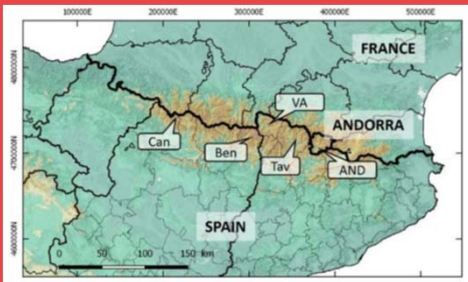 100000E 200000E 300000E 400000E 500000E
4800000N
4700000N
4600000N
FRANCE
VA
ANDORRA
Can
Ben
Tav
AND
SPAIN
0 50 100 150 km